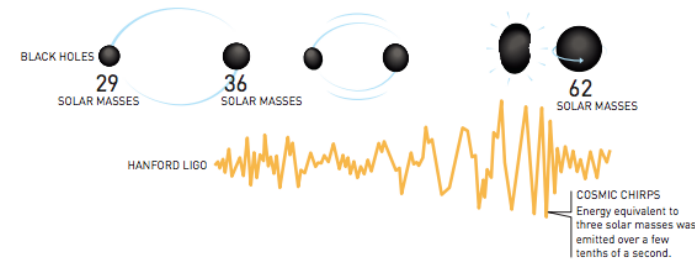 BLACK HOLES
29
SOLAR MASSES
36
SOLAR MASSES
62
SOLAR MASSES
HANFORD LIGO
COSMIC CHIRPS
Energy equivalent to
three solar masses was
emitted over a few
tenths of a second.